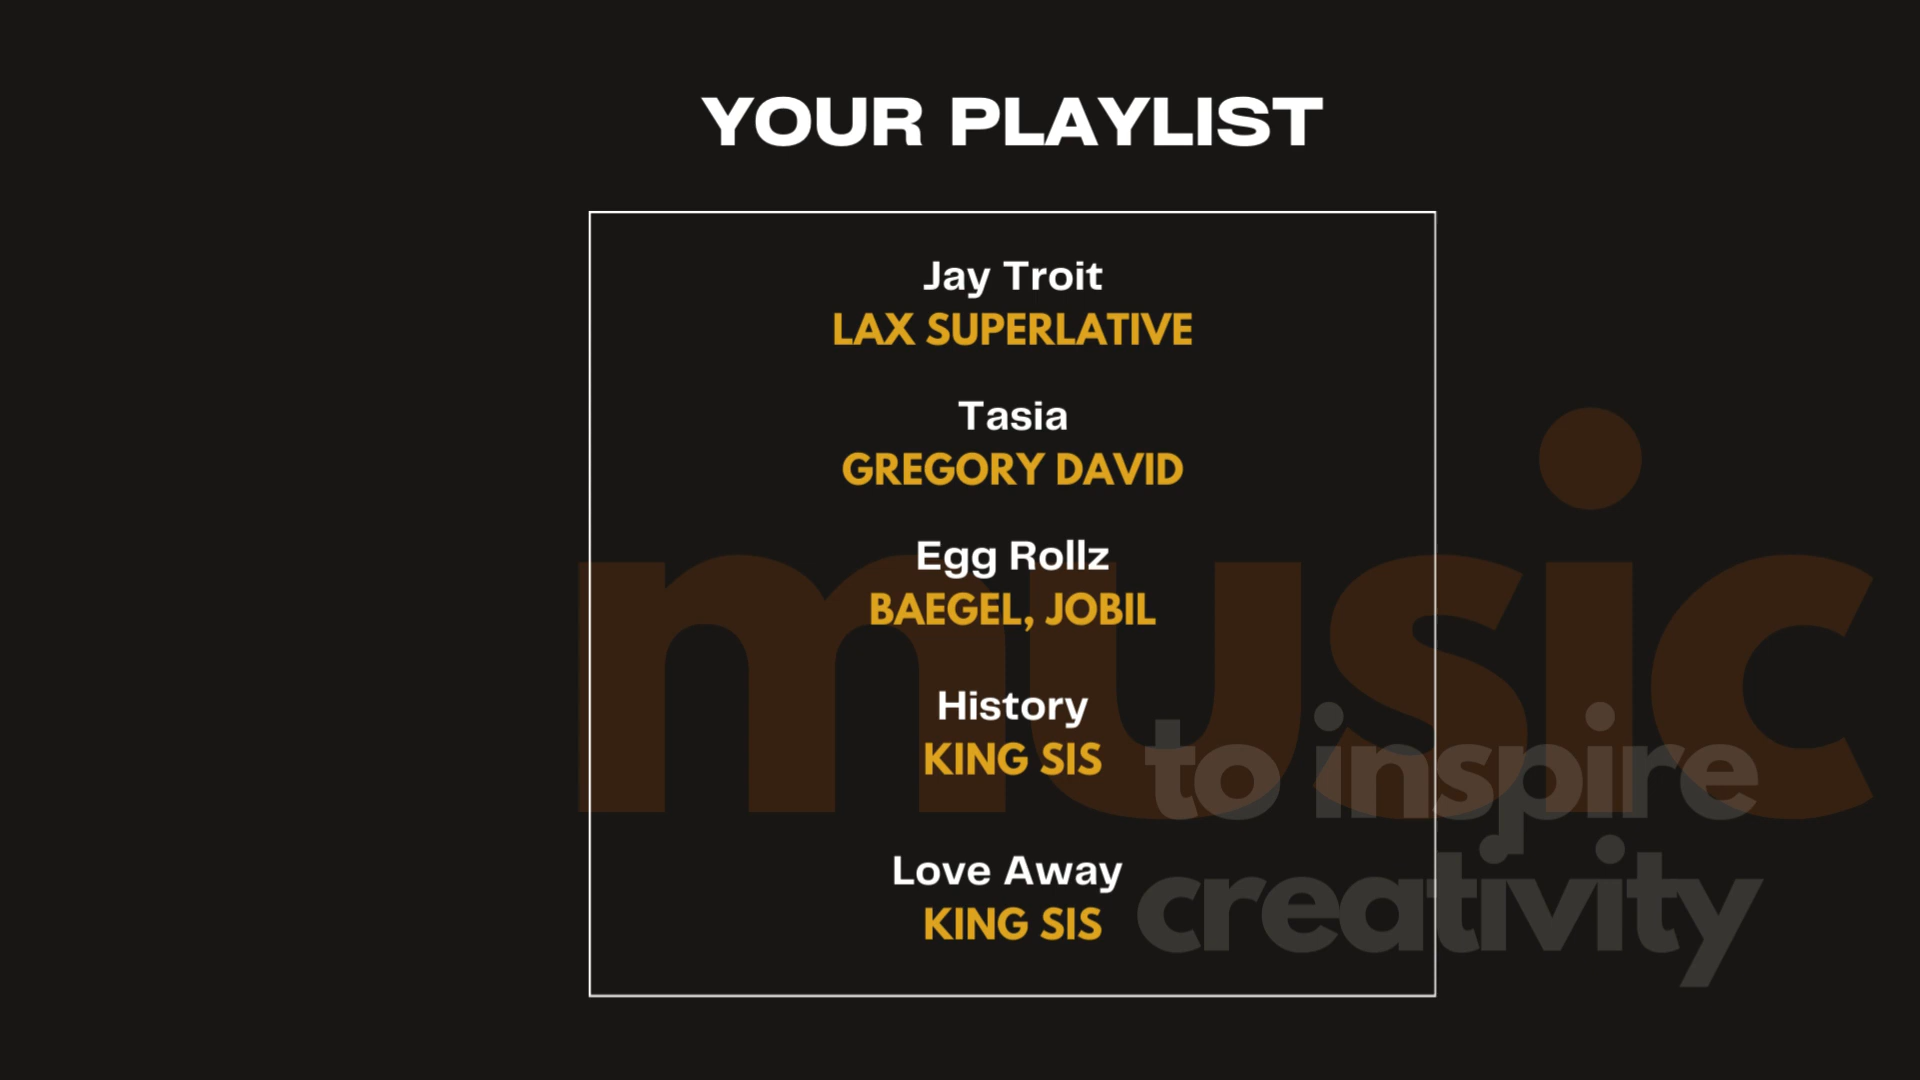 YOUR PLAYLIST
Jay Troit
LAX SUPERLATIVE
Tasia
GREGORY DAVID
Egg Rollz
BAEGEL, JOBIL
History
KING SIS
Love Away
KING SIS
music
to inspire
creativity